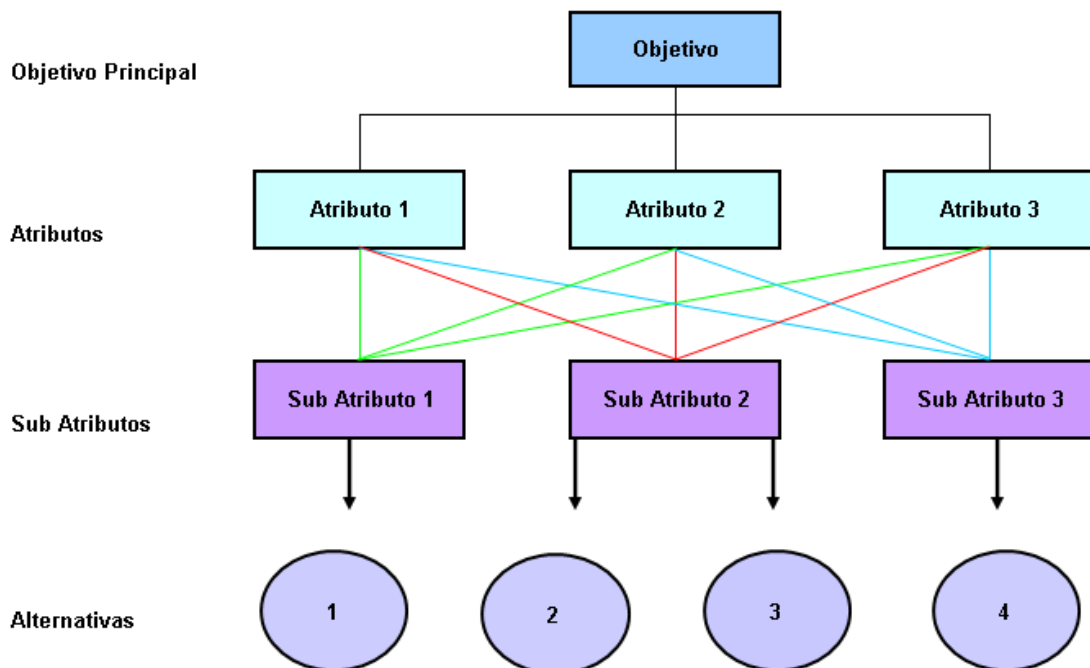 Objetivo
Objetivo Principal
Atributo 1
Atributo 2
Atributo 3
Atributos
Sub Atributo 1
Sub Atributo 2
Sub Atributo 3
Sub Atributos
1
2
3
4
Alternativas